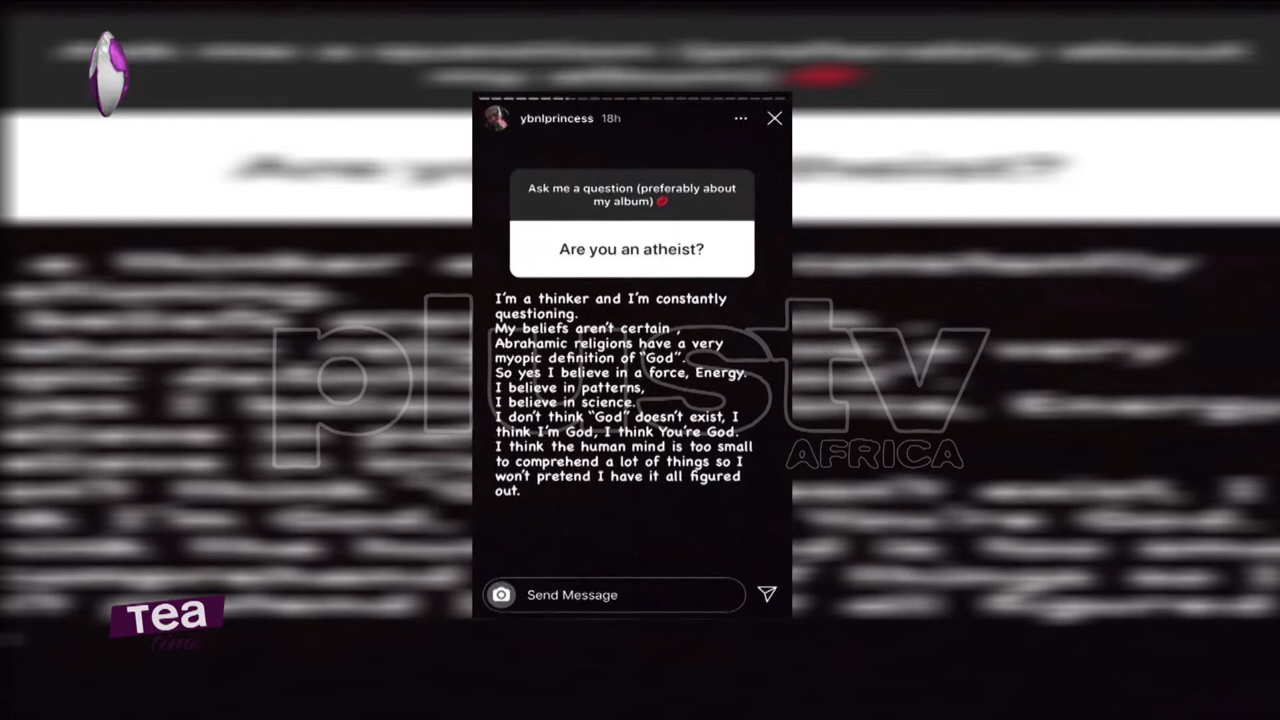 ybnlprincess 18h
Ask me a question (preferably about
my album) 💋
Are you an atheist?
I'm a thinker and I'm constantly
questioning.
My beliefs aren't certain ,
Abrahamic religions have a very
myopic definition of "God".
So yes I believe in a force, Energy.
I believe in patterns,
I believe in science.
I don't think "God" doesn't exist, I
think I'm God, I think You're God.
I think the human mind is too small
to comprehend a lot of things so I
won't pretend I have it all figured
out.
Send Message
plustv
AFRICA
Tea
time